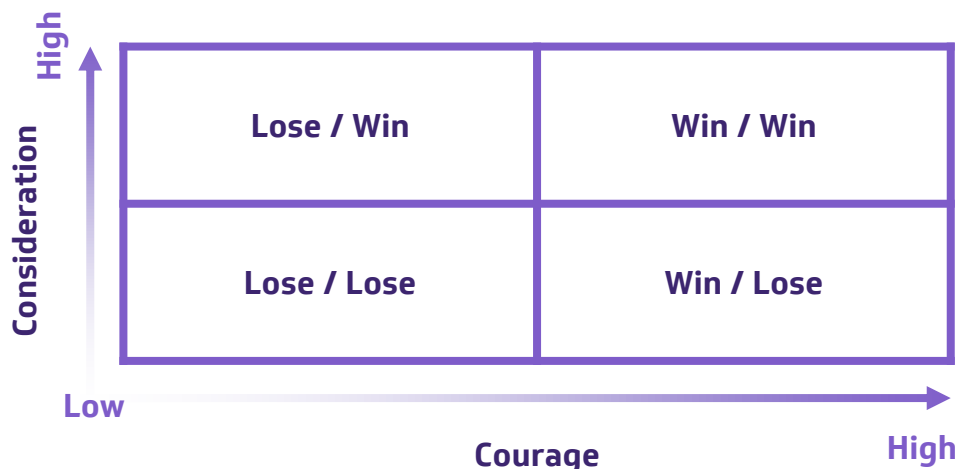 High
Consideration
Lose / Win
Win / Win
Lose / Lose
Win / Lose
Low
Courage
High